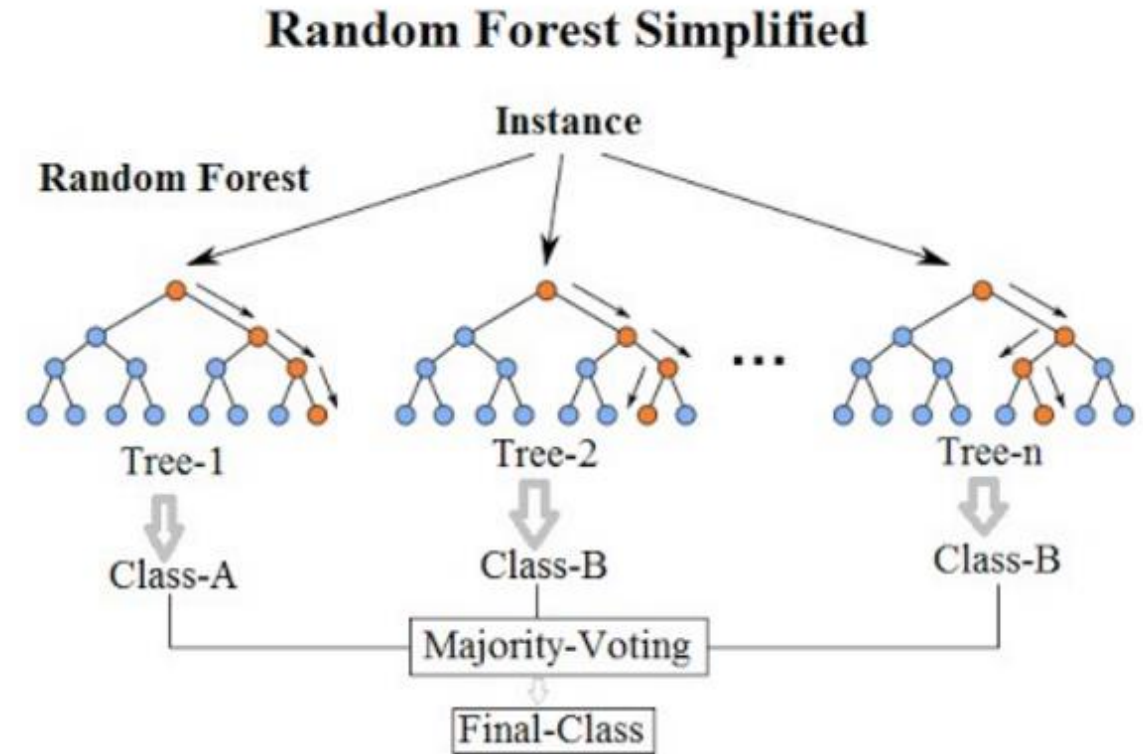 Random Forest Simplified
Instance
Random Forest
...
Tree-1
Tree-2
Tree-n
Class-A
Class-B
Class-B
Majority-Voting
Final-Class